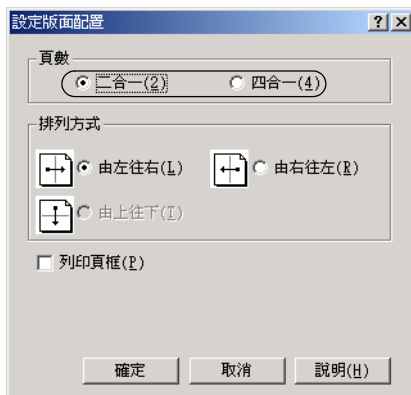 設定版面配置
頁數
二合一(2) 四合一(4)
排列方式
由左往右(L) 由右往左(R)
由上往下(T)
列印頁框(P)
確定 取消 說明(H)